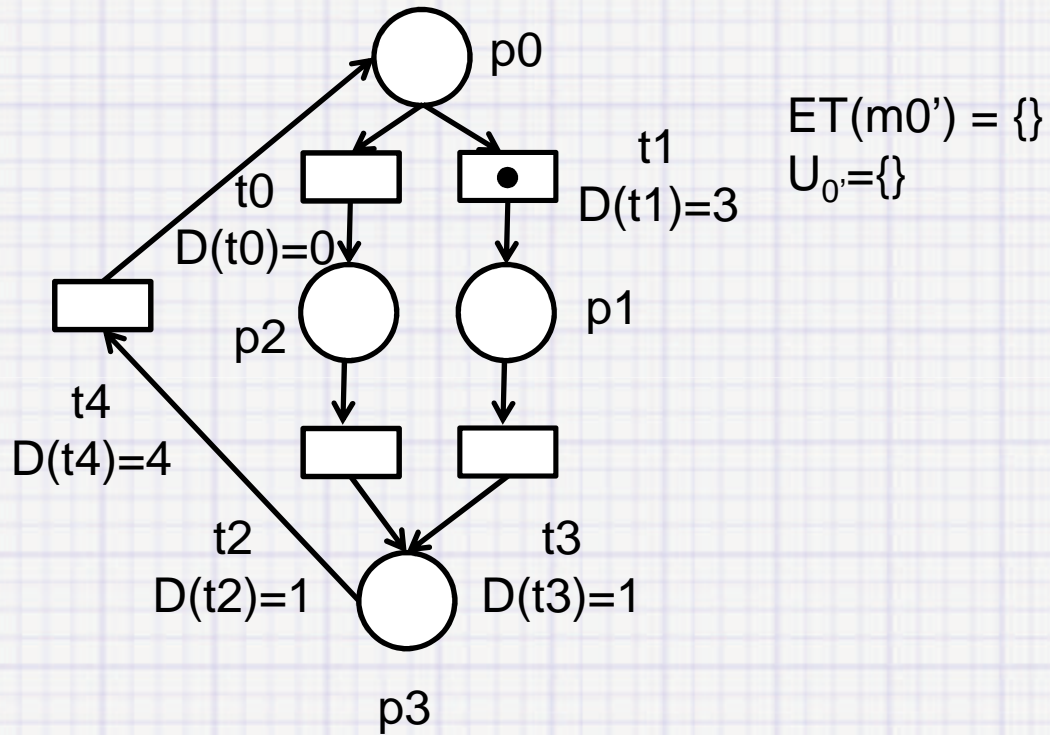 p0
ET(m0’) = {}
U0’={}
t1
D(t1)=3
t0
D(t0)=0
p2
p1
t4
D(t4)=4
t2
D(t2)=1
t3
D(t3)=1
p3